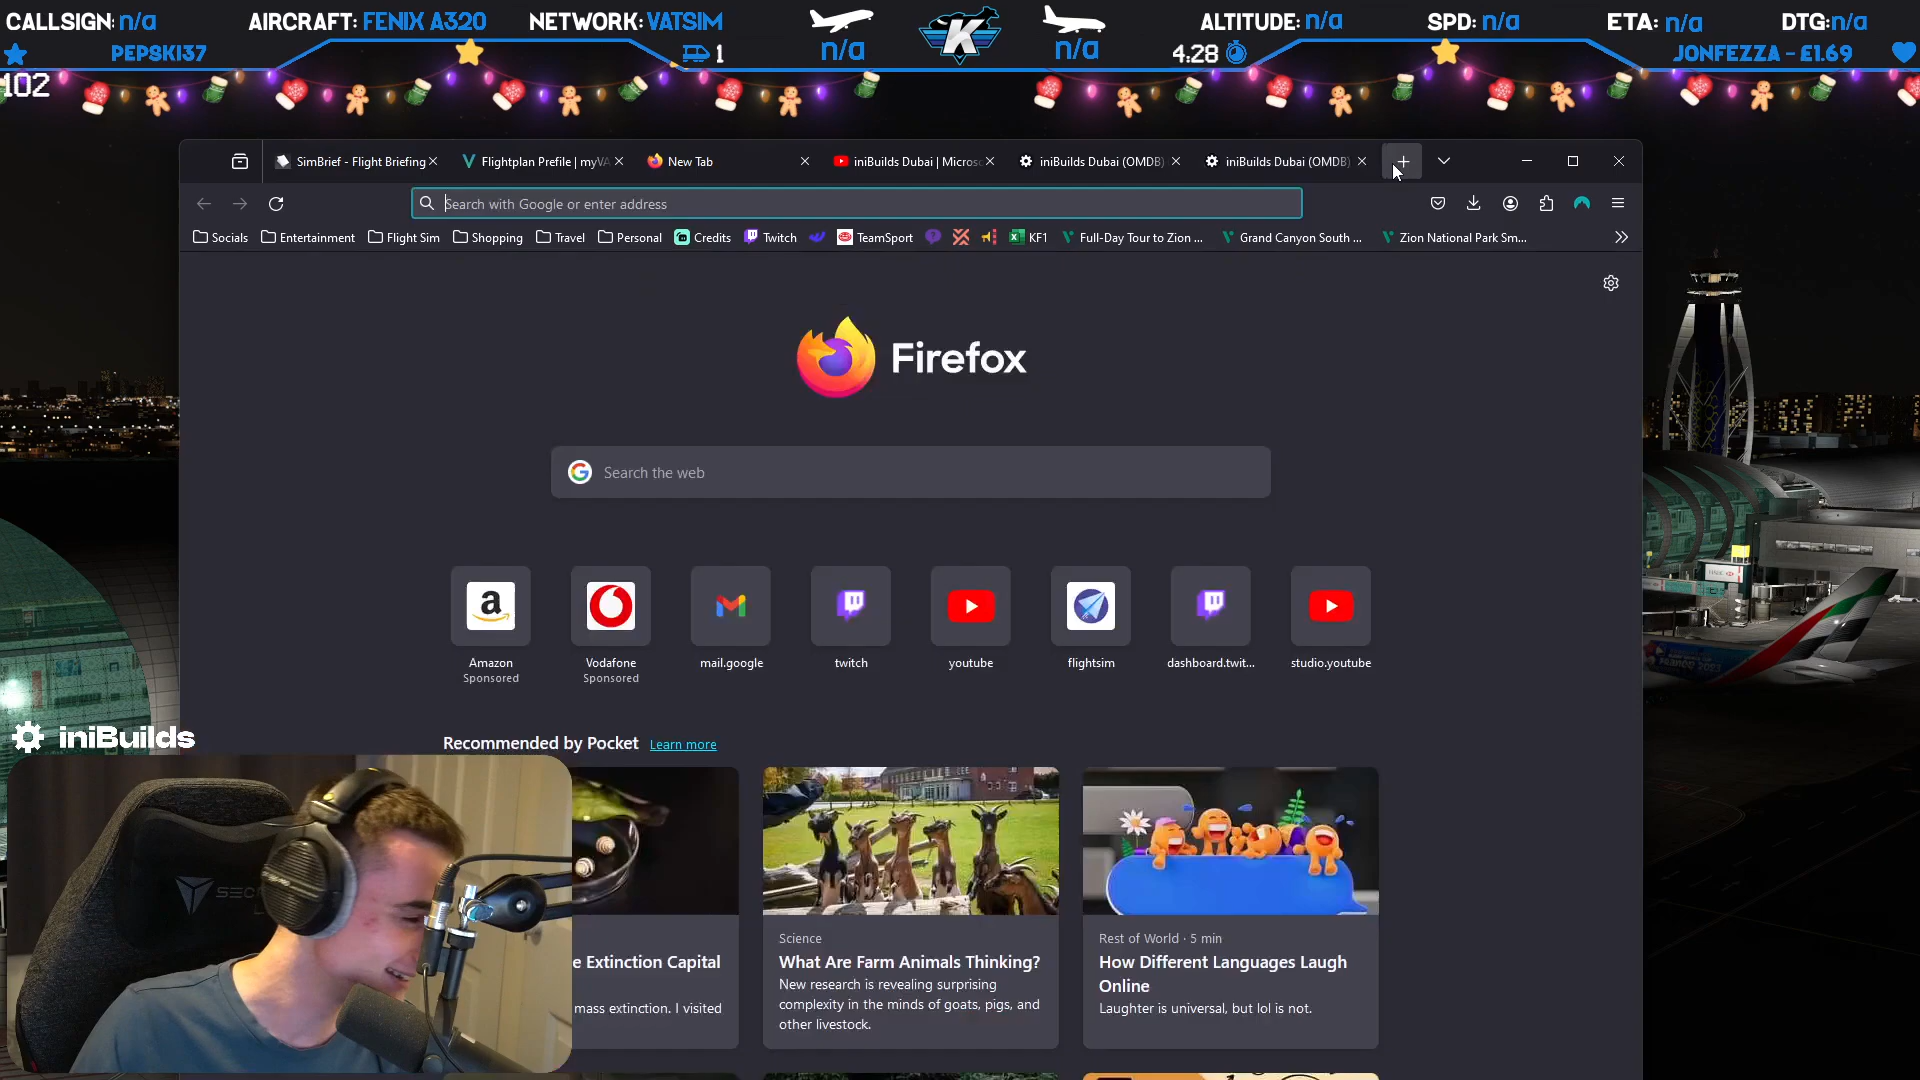 CALLSIGN: n/a
AIRCRAFT: FENIX A320
NETWORK: VATSIM
n/a
K
n/a
ALTITUDE: n/a
SPD: n/a
ETA: n/a
DTG:n/a
PEPSKI37
1
4:28
JONFEZZA - £1.69
102
SimBrief - Flight Briefing
Flightplan Prefile | myVA
New Tab
iniBuilds Dubai | Micros
iniBuilds Dubai (OMDB)
iniBuilds Dubai (OMDB)
Search with Google or enter address
Socials
Entertainment
Flight Sim
Shopping
Travel
Personal
Credits
Twitch
TeamSport
KF1
Full-Day Tour to Zion ...
Grand Canyon South ...
Zion National Park Sm...
Firefox
Search the web
Amazon
Sponsored
Vodafone
Sponsored
mail.google
twitch
youtube
flightsim
dashboard.twit...
studio.youtube
iniBuilds
Recommended by Pocket Learn more
e Extinction Capital
mass extinction. I visited
Science
What Are Farm Animals Thinking?
New research is revealing surprising
complexity in the minds of goats, pigs, and
other livestock.
Rest of World · 5 min
How Different Languages Laugh
Online
Laughter is universal, but lol is not.